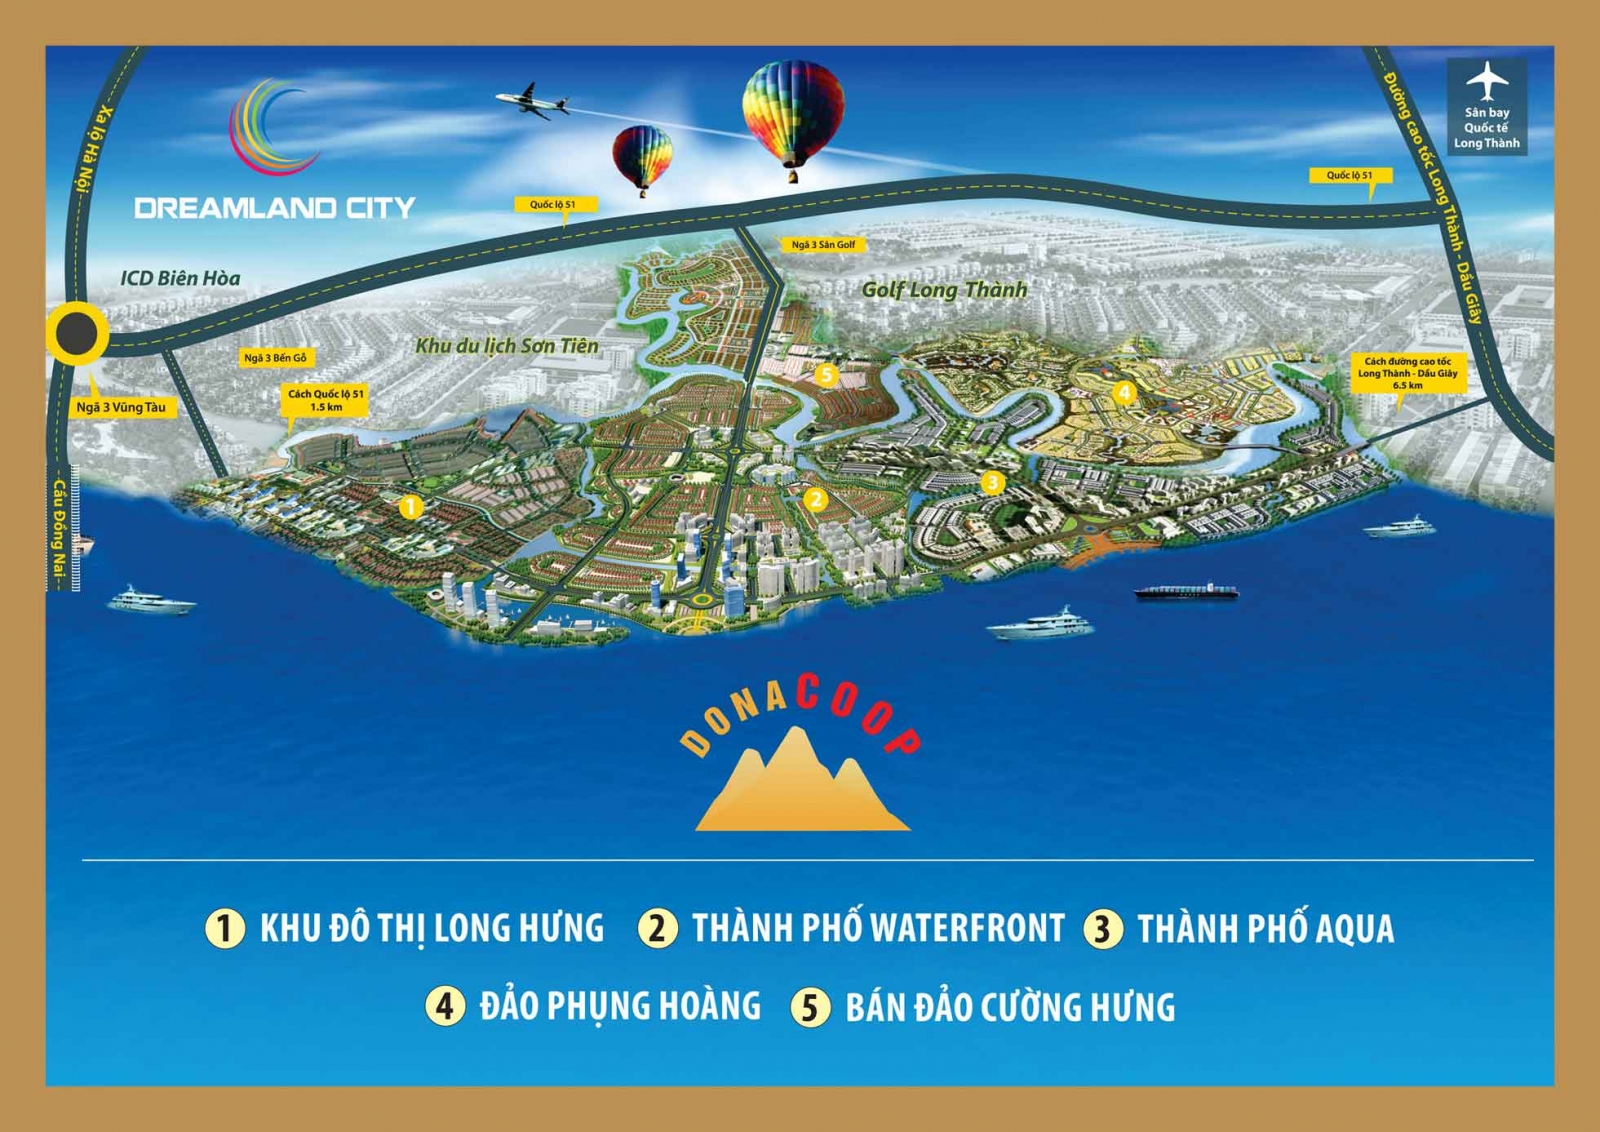 Xa lộ Hà Nội
DREAMLAND CITY
Quốc lộ 51
Quốc lộ 51
Đường cao tốc Long Thành - Dầu Giây
Sân bay
Quốc tế
Long Thành
Ngã 3 Sân Golf
ICD Biên Hòa
Golf Long Thành
Khu du lịch Sơn Tiên
Ngã 3 Bến Gỗ
Cách Quốc lộ 51
1.5 km
Ngã 3 Vũng Tàu
Cách đường cao tốc
Long Thành - Dầu Giây
6.5 km
5
4
3
2
1
Cầu Đồng Nai
DONACOOP
1 KHU ĐÔ THỊ LONG HƯNG 2 THÀNH PHỐ WATERFRONT 3 THÀNH PHỐ AQUA
4 ĐẢO PHỤNG HOÀNG 5 BÁN ĐẢO CƯỜNG HƯNG